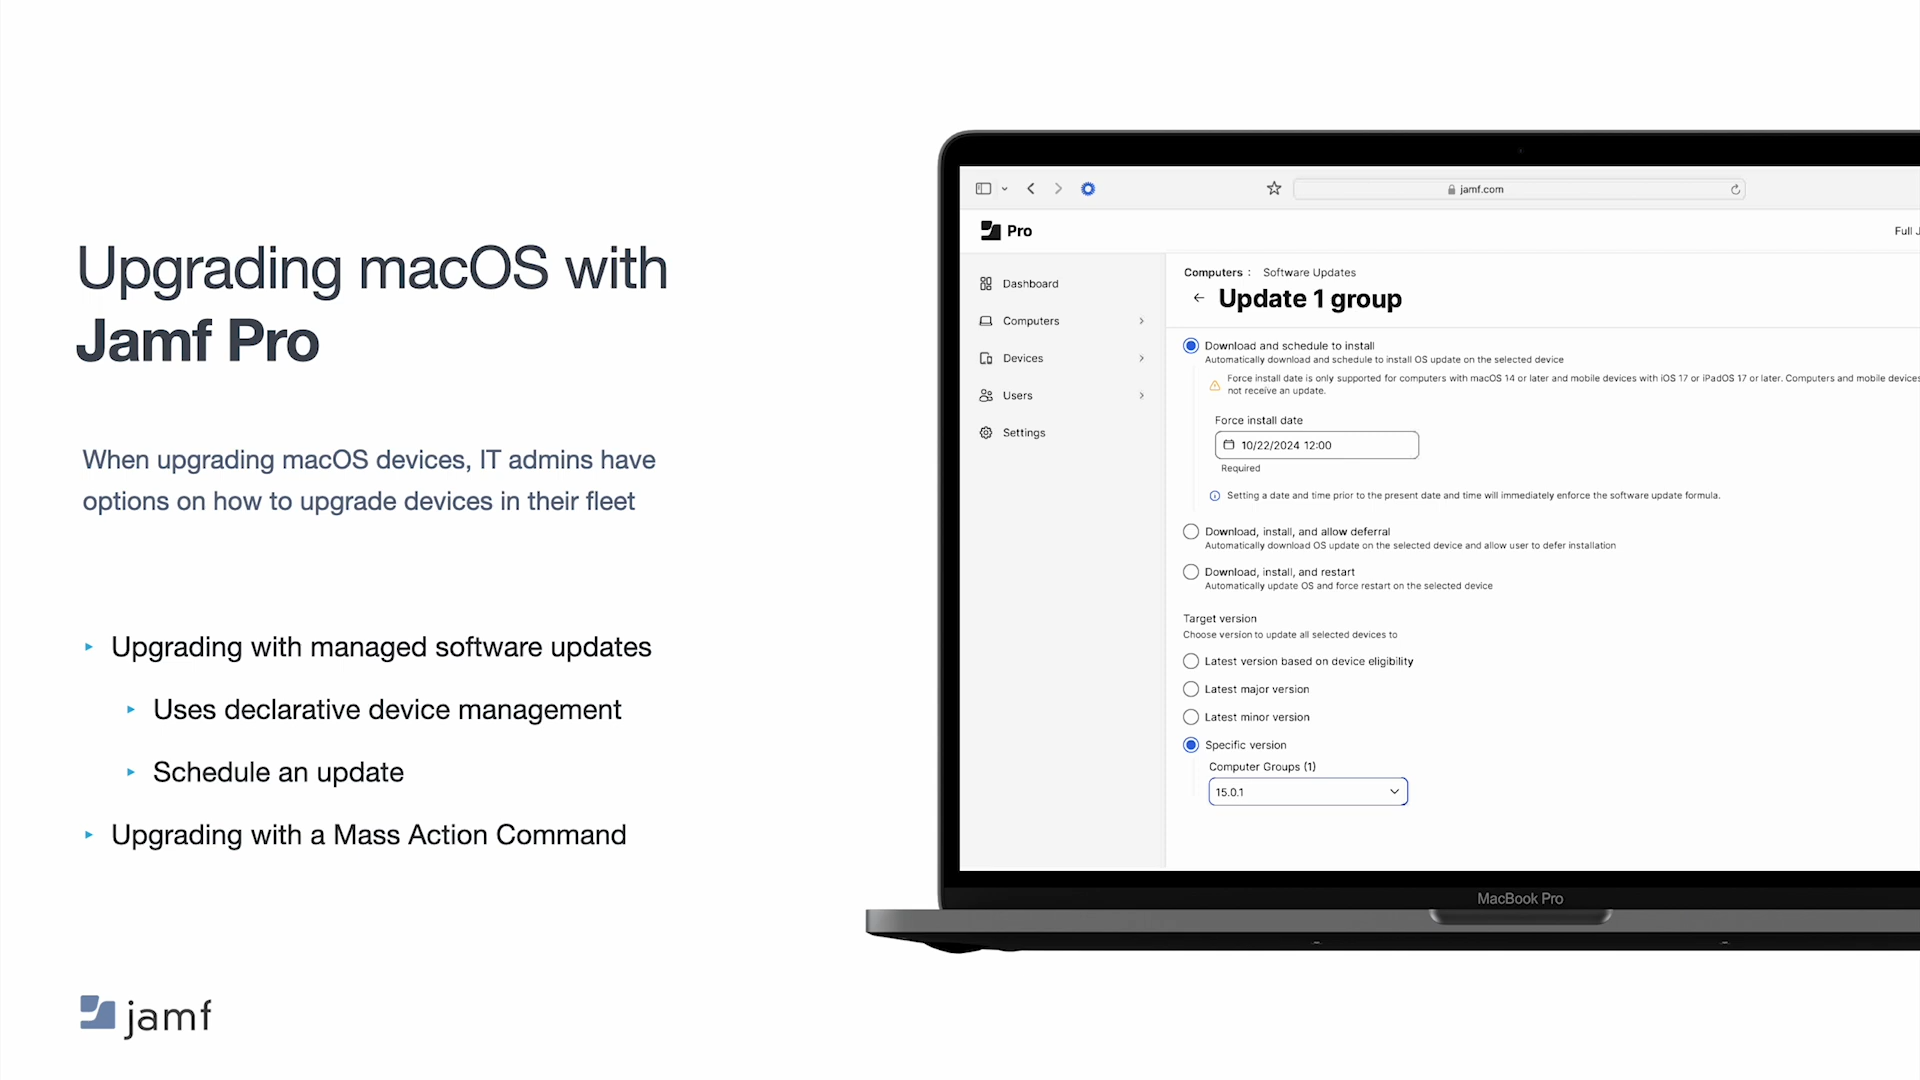 Upgrading macOS with
Jamf Pro
When upgrading macOS devices, IT admins have
options on how to upgrade devices in their fleet
Upgrading with managed software updates
Uses declarative device management
Schedule an update
Upgrading with a Mass Action Command
jamf
jamf.com
Pro
Full J
Dashboard
Computers
Devices
Users
Settings
Computers : Software Updates
Update 1 group
Download and schedule to install
Automatically download and schedule to install OS update on the selected device
Force install date is only supported for computers with macOS 14 or later and mobile devices with iOS 17 or iPadOS 17 or later. Computers and mobile devices
not receive an update.
Force install date
10/22/2024 12:00
Required
Setting a date and time prior to the present date and time will immediately enforce the software update formula.
Download, install, and allow deferral
Automatically download OS update on the selected device and allow user to defer installation
Download, install, and restart
Automatically update OS and force restart on the selected device
Target version
Choose version to update all selected devices to
Latest version based on device eligibility
Latest major version
Latest minor version
Specific version
Computer Groups (1)
15.0.1
MacBook Pro